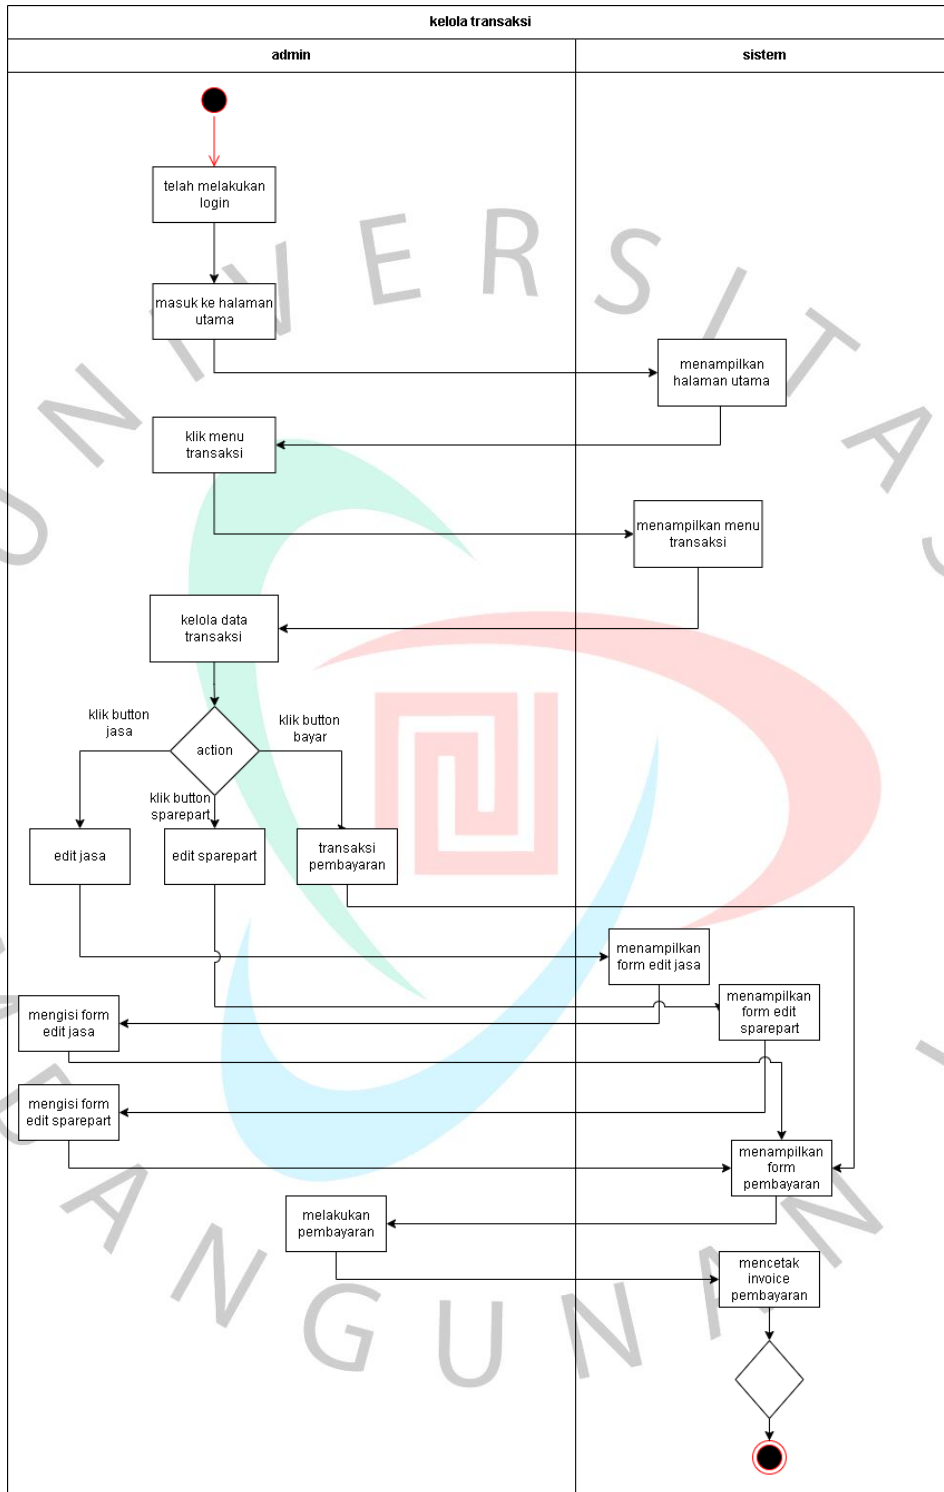 kelola transaksi
admin
sistem
telah melakukan
login
masuk ke halaman
utama
menampilkan
halaman utama
klik menu
transaksi
menampilkan menu
transaksi
kelola data
transaksi
klik button
jasa
action
klik button
bayar
klik button
sparepart
edit jasa
edit sparepart
transaksi
pembayaran
menampilkan
form edit jasa
menampilkan
form edit
sparepart
mengisi form
edit jasa
mengisi form
edit sparepart
menampilkan
form
pembayaran
melakukan
pembayaran
mencetak
invoice
pembayaran
UNIVERSITAS
ANGUNAN